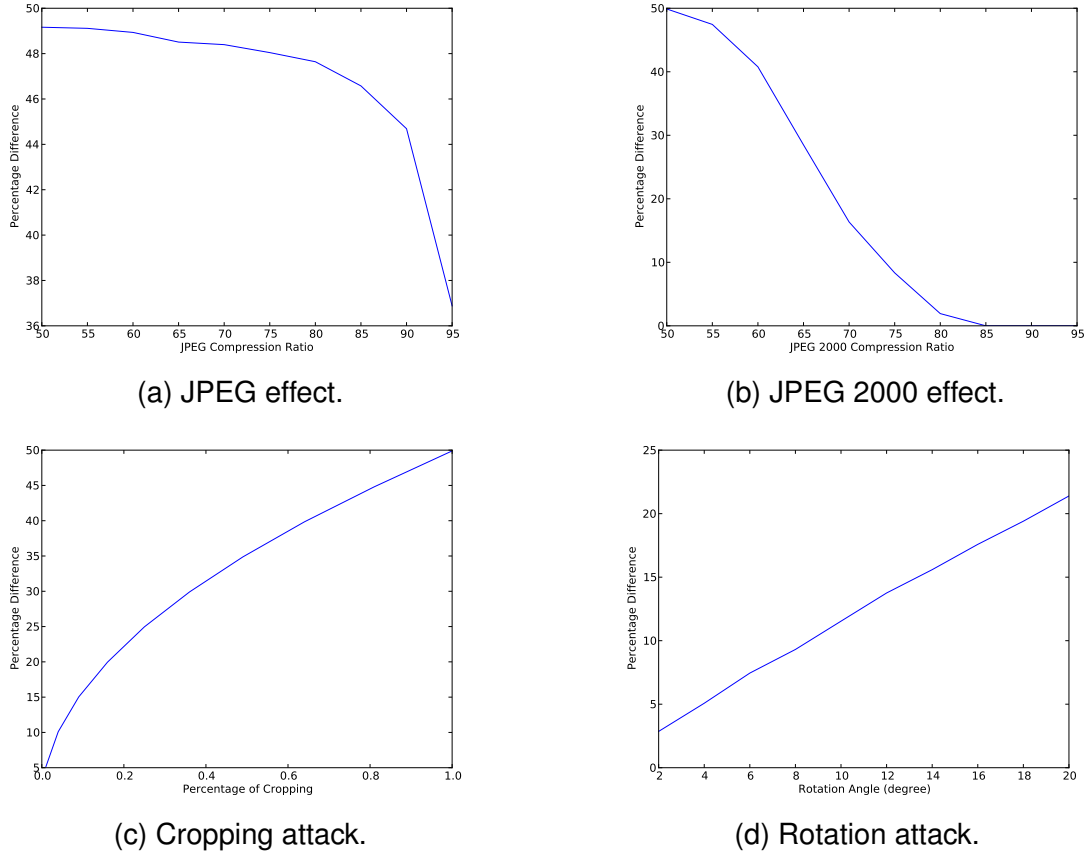 50
48
46
44
42
40
38
36
Percentage Difference
50 55 60 65 70 75 80 85 90 95
JPEG Compression Ratio
(a) JPEG effect.
50
40
30
20
10
0
Percentage Difference
50 55 60 65 70 75 80 85 90 95
JPEG 2000 Compression Ratio
(b) JPEG 2000 effect.
50
45
40
35
30
25
20
15
10
5
Percentage Difference
0.0 0.2 0.4 0.6 0.8 1.0
Percentage of Cropping
(c) Cropping attack.
25
20
15
10
5
0
Percentage Difference
2 4 6 8 10 12 14 16 18 20
Rotation Angle (degree)
(d) Rotation attack.